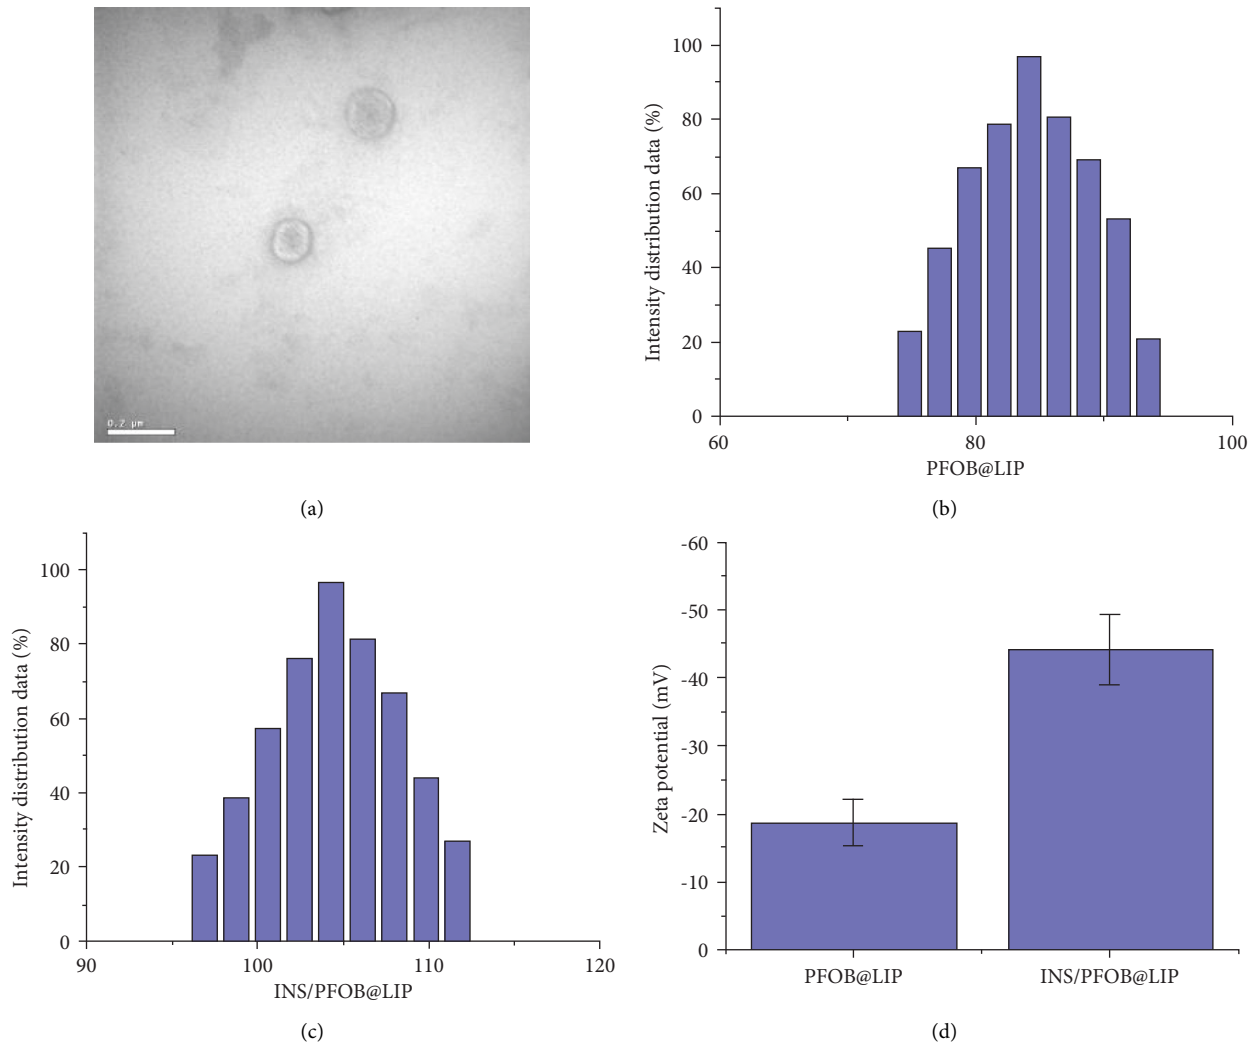 0.2 µm
(a)
Intensity distribution data (%)
100
80
60
40
20
0
60
80
100
PFOB@LIP
(b)
Intensity distribution data (%)
100
80
60
40
20
0
90
100
110
120
INS/PFOB@LIP
(c)
Zeta potential (mV)
-60
-50
-40
-30
-20
-10
0
PFOB@LIP
INS/PFOB@LIP
(d)